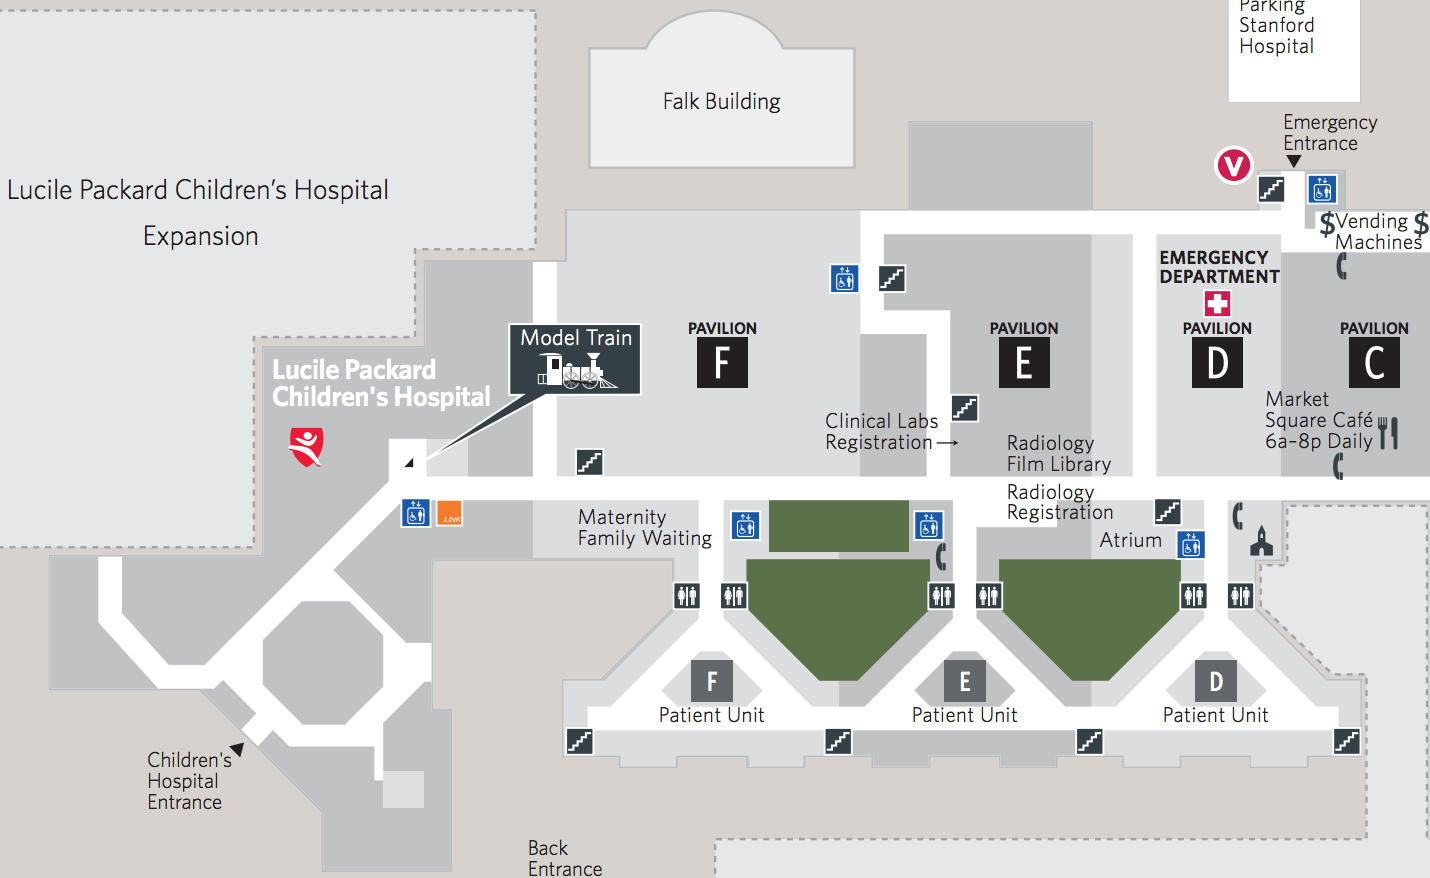 Parking
Stanford
Hospital
Falk Building
Emergency
Entrance
V
Lucile Packard Children’s Hospital
Expansion
$Vending $
Machines
EMERGENCY
DEPARTMENT
PAVILION
F
PAVILION
E
PAVILION
D
PAVILION
C
Model Train
Lucile Packard
Children's Hospital
Market
Square Café
6a–8p Daily
Clinical Labs
Registration→
Radiology
Film Library
Radiology
Registration
LINK
Maternity
Family Waiting
Atrium
F
Patient Unit
E
Patient Unit
D
Patient Unit
Children's
Hospital
Entrance
Back
Entrance